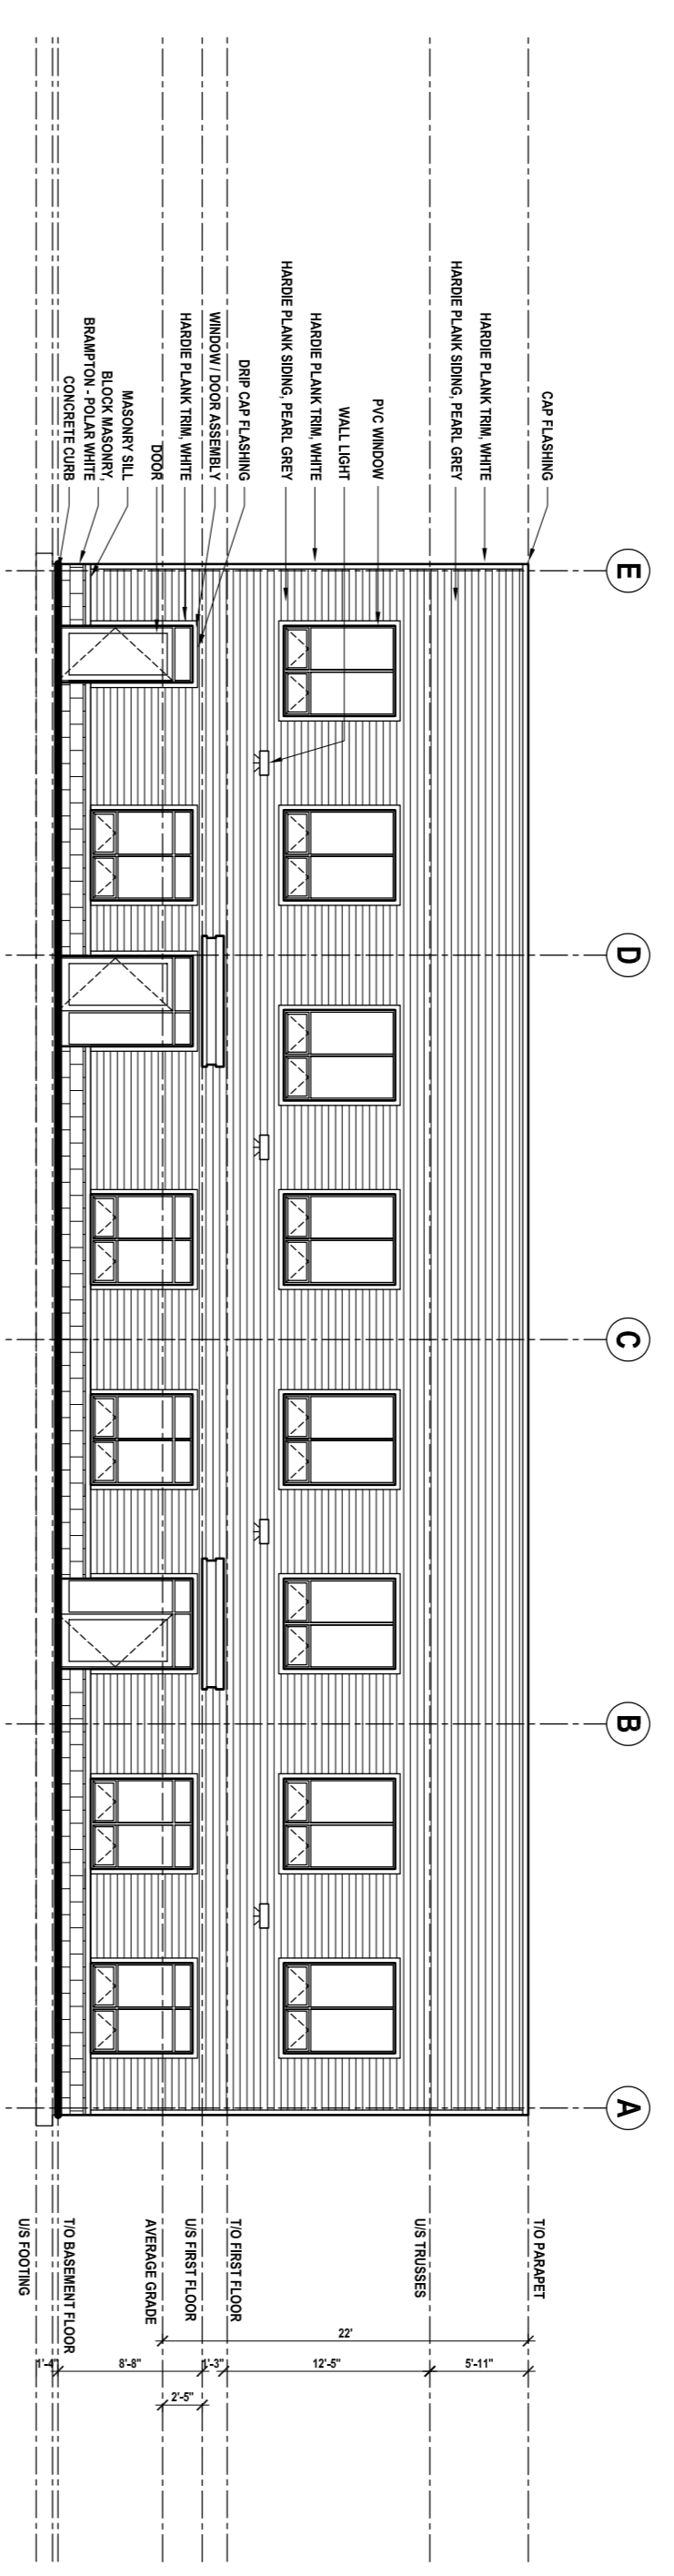 E
D
C
B
A
CAP FLASHING
HARDIE PLANK TRIM, WHITE
HARDIE PLANK SIDING, PEARL GREY
PVC WINDOW
WALL LIGHT
HARDIE PLANK TRIM, WHITE
HARDIE PLANK SIDING, PEARL GREY
DRIP CAP FLASHING
WINDOW / DOOR ASSEMBLY
HARDIE PLANK TRIM, WHITE
DOOR
MASONRY SILL
BLOCK MASONRY,
BRAMPTON - POLAR WHITE
CONCRETE CURB
T/O PARAPET
U/S TRUSSES
T/O FIRST FLOOR
U/S FIRST FLOOR
AVERAGE GRADE
T/O BASEMENT FLOOR
U/S FOOTING
22'
5'-11"
12'-5"
1'-3"
8'-8"
1'-4"
2'-5"